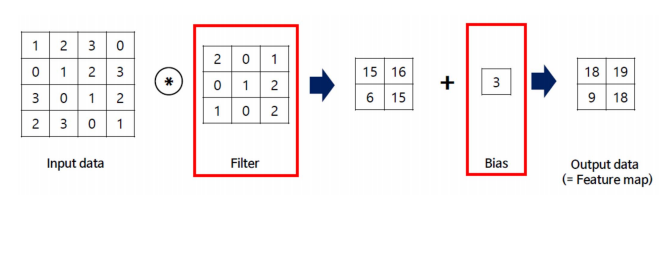 1 2 3 0
0 1 2 3
3 0 1 2
2 3 0 1
Input data
*
2 0 1
0 1 2
1 0 2
Filter
15 16
6 15
+
3
Bias
18 19
9 18
Output data
(= Feature map)